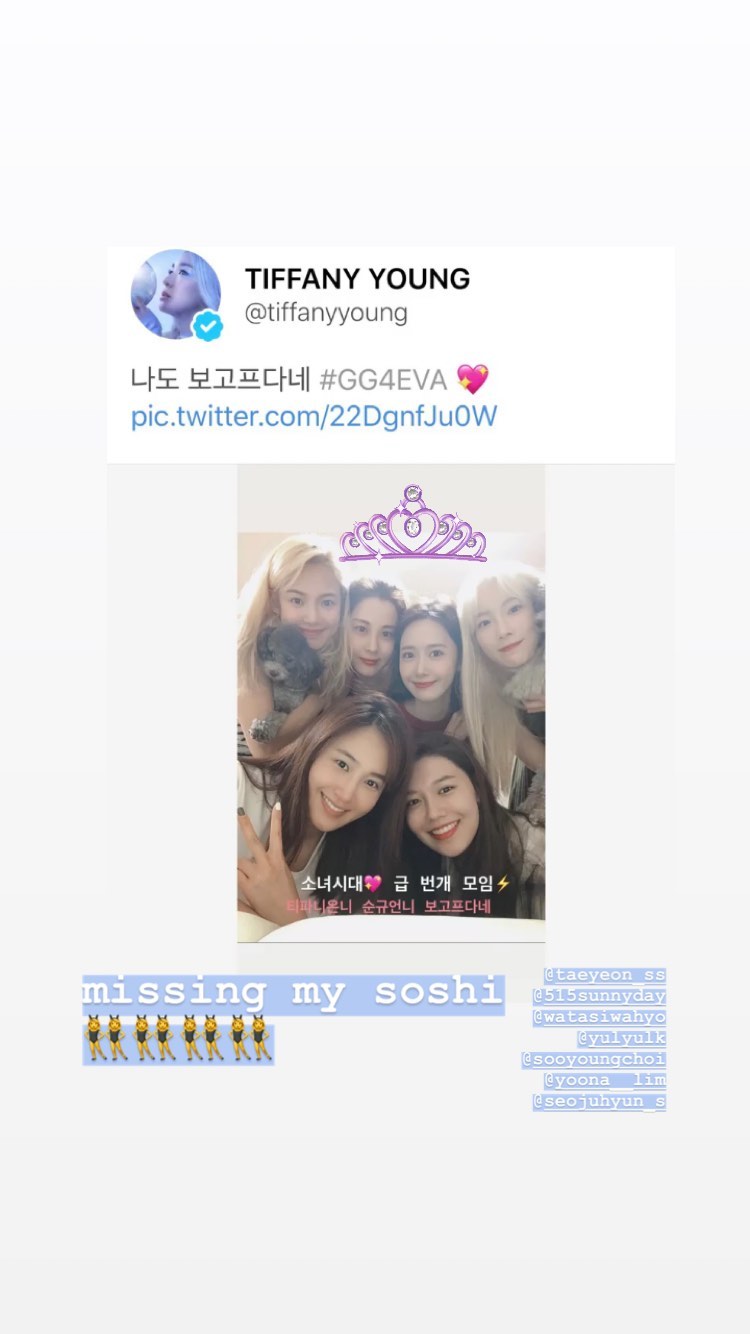 TIFFANY YOUNG
@tiffanyyoung
나도 보고프다네 #GG4EVA 💖
pic.twitter.com/22DgnfJu0W
소녀시대💖 급 번개 모임⚡
티파니온니 순규언니 보고프다네
missing my soshi
👯👯👯👯
@taeyeon_ss
@515sunnyday
@watasiwahyo
@yulyulk
@sooyoungchoi
@yoona__lim
@seojuhyun_s